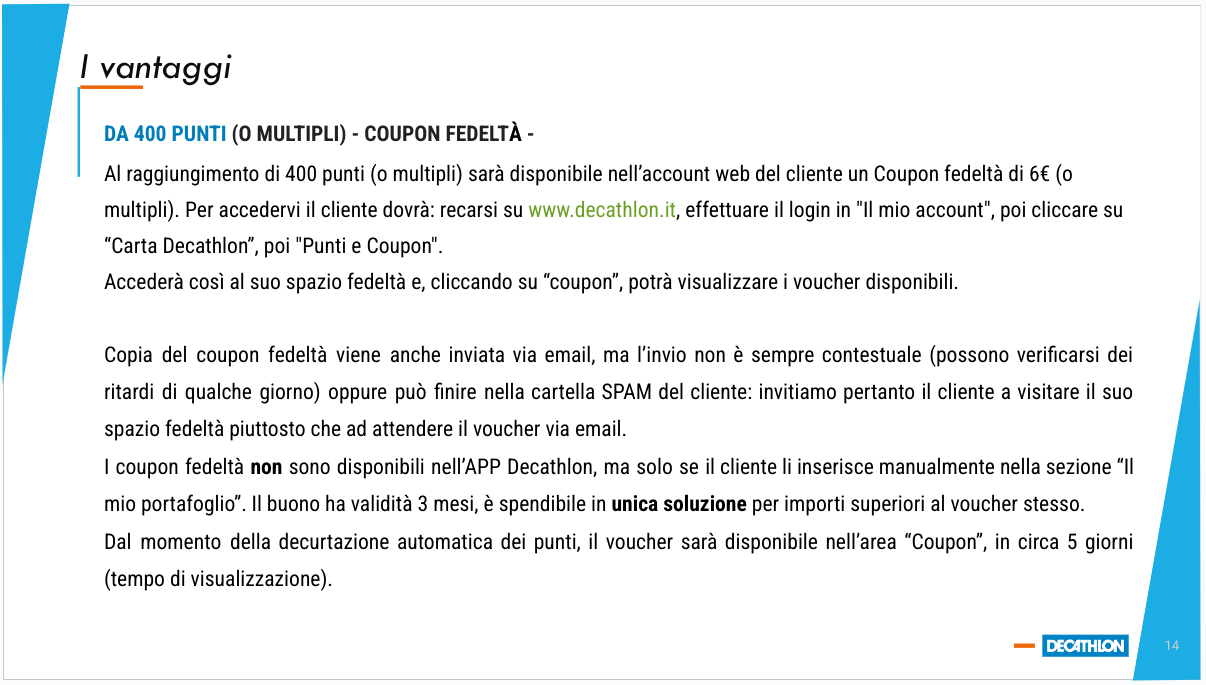 I vantaggi
DA 400 PUNTI (O MULTIPLI) - COUPON FEDELTÀ -
Al raggiungimento di 400 punti (o multipli) sarà disponibile nell’account web del cliente un Coupon fedeltà di 6€ (o
multipli). Per accedervi il cliente dovrà: recarsi su www.decathlon.it, effettuare il login in "Il mio account", poi cliccare su
“Carta Decathlon”, poi "Punti e Coupon".
Accederà così al suo spazio fedeltà e, cliccando su “coupon”, potrà visualizzare i voucher disponibili.
Copia del coupon fedeltà viene anche inviata via email, ma l’invio non è sempre contestuale (possono verificarsi dei
ritardi di qualche giorno) oppure può finire nella cartella SPAM del cliente: invitiamo pertanto il cliente a visitare il suo
spazio fedeltà piuttosto che ad attendere il voucher via email.
I coupon fedeltà non sono disponibili nell’APP Decathlon, ma solo se il cliente li inserisce manualmente nella sezione “Il
mio portafoglio”. Il buono ha validità 3 mesi, è spendibile in unica soluzione per importi superiori al voucher stesso.
Dal momento della decurtazione automatica dei punti, il voucher sarà disponibile nell’area “Coupon”, in circa 5 giorni
(tempo di visualizzazione).
DECATHLON
14